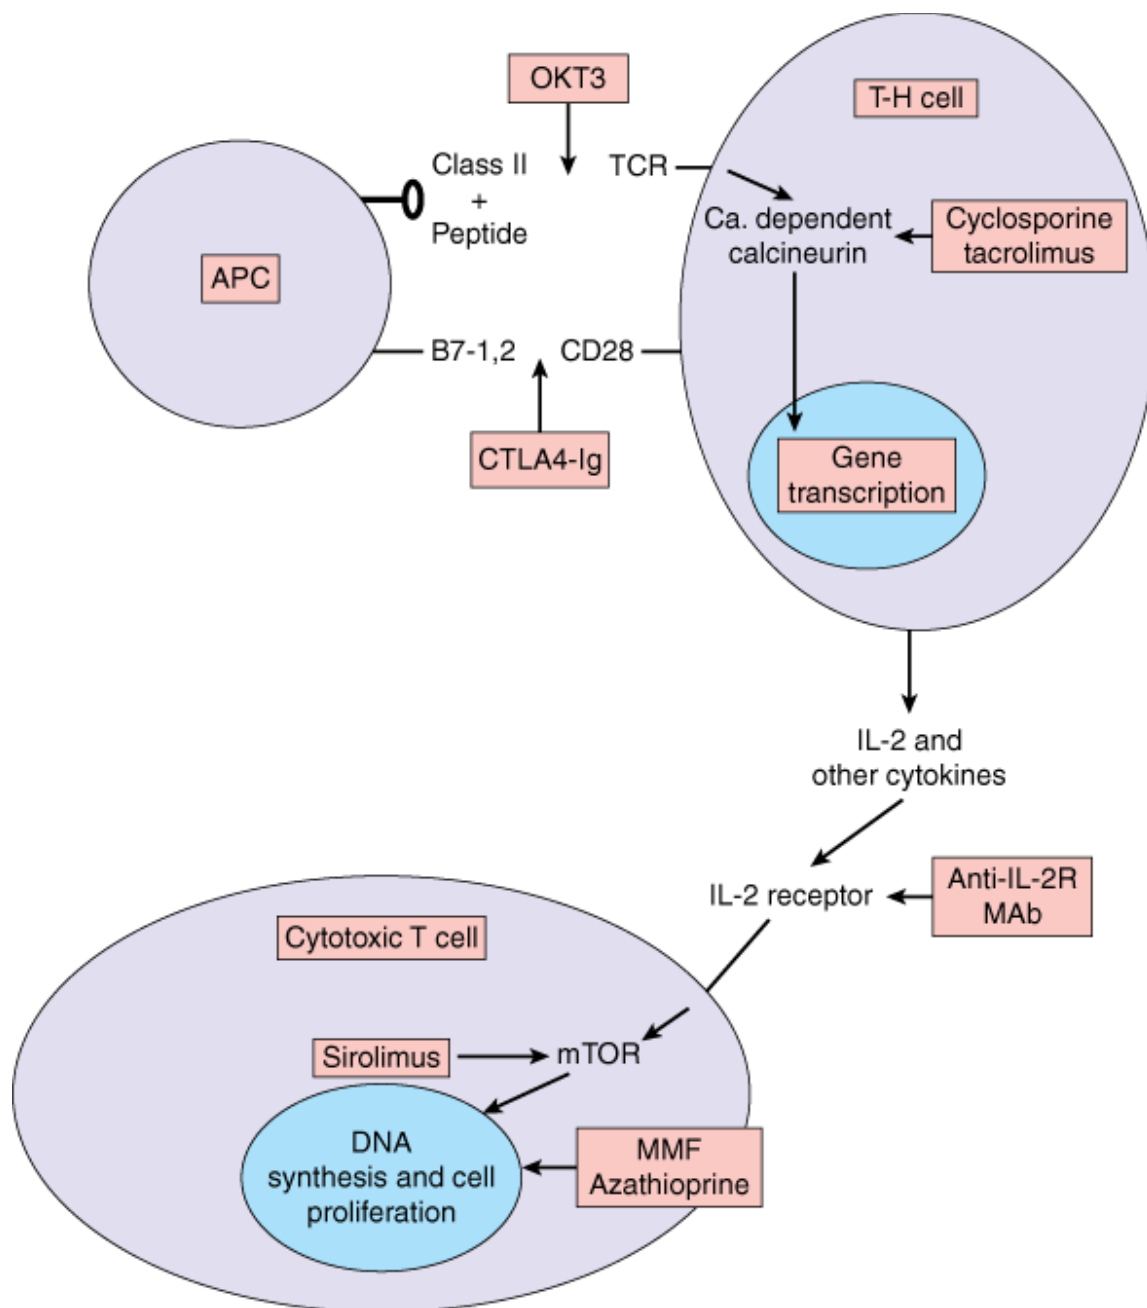 OKT3
T-H cell
Class II
+
Peptide
TCR
Ca. dependent
calcineurin
Cyclosporine
tacrolimus
APC
B7-1,2
CD28
CTLA4-Ig
Gene
transcription
IL-2 and
other cytokines
IL-2 receptor
Anti-IL-2R
MAb
Cytotoxic T cell
Sirolimus
mTOR
DNA
synthesis and cell
proliferation
MMF
Azathioprine